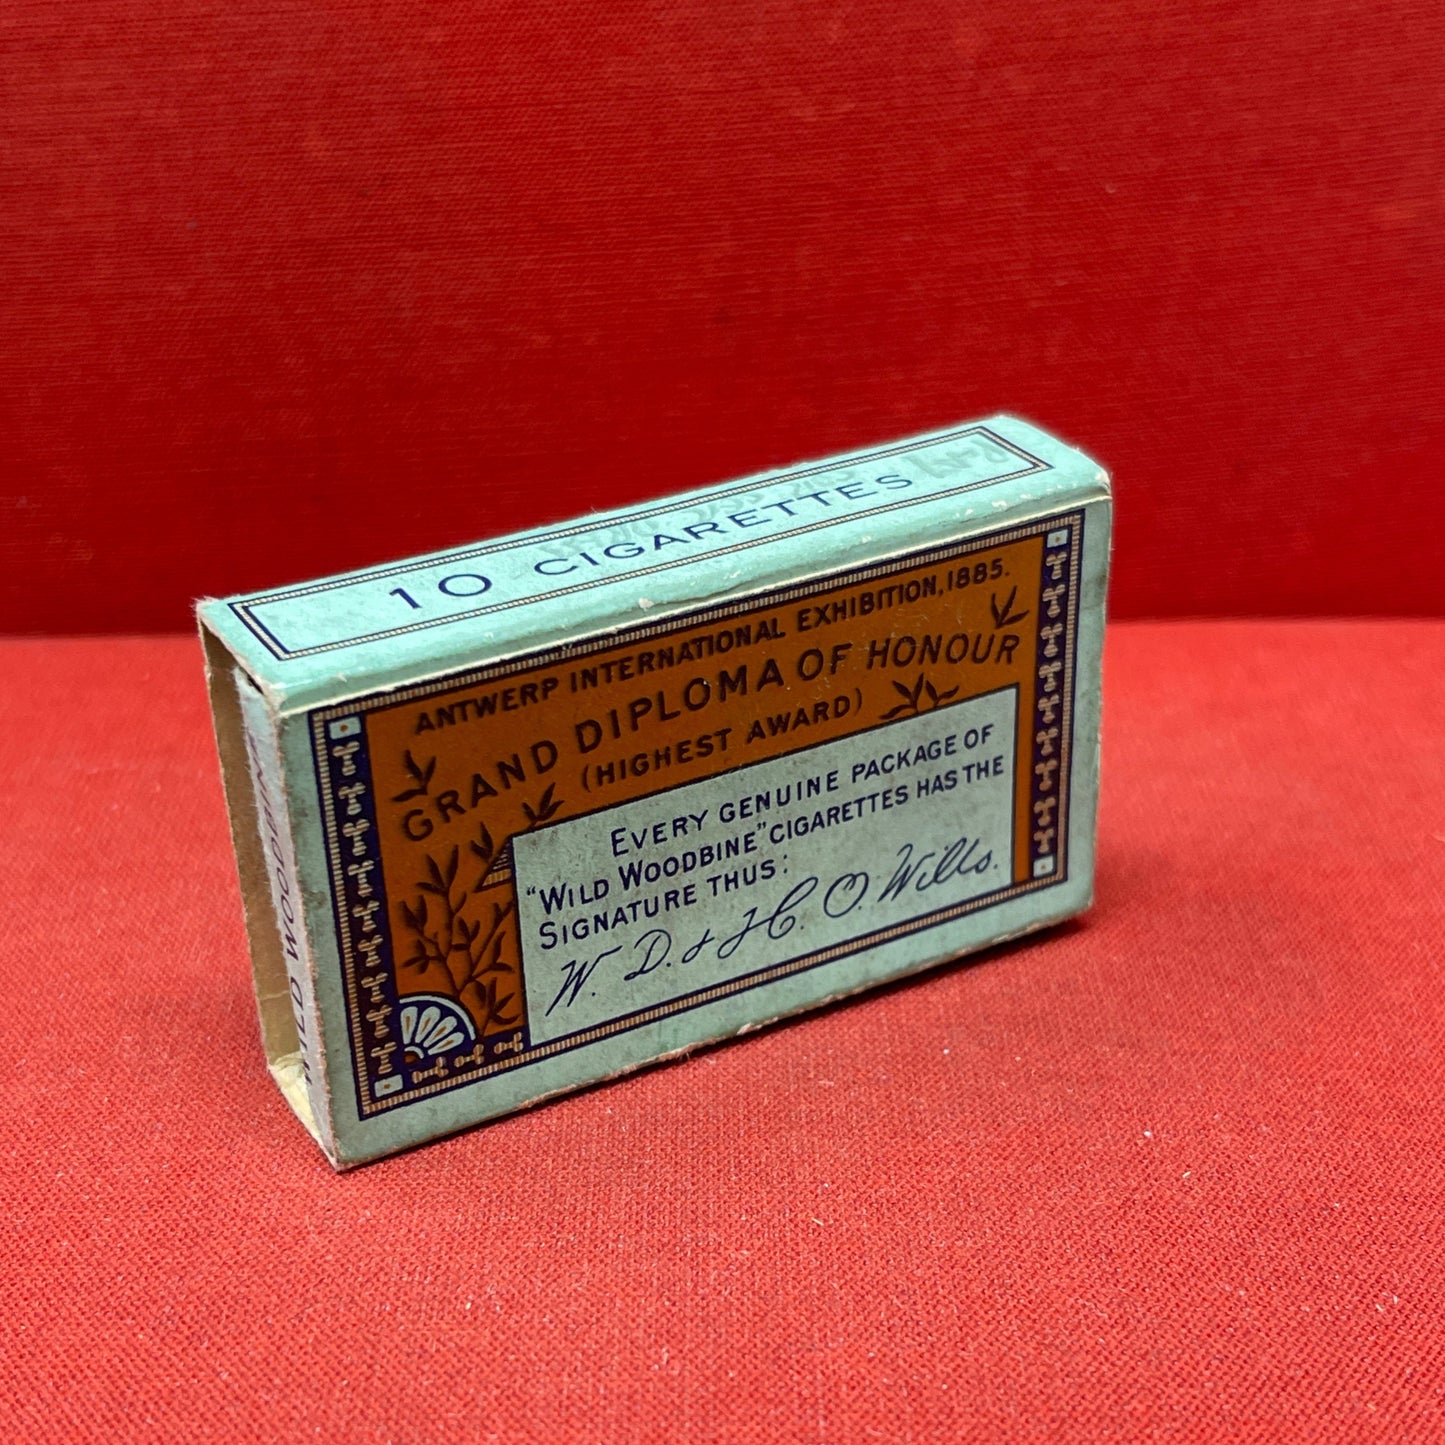 10 CIGARETTES
ANTWERP INTERNATIONAL EXHIBITION, 1885.
GRAND DIPLOMA OF HONOUR
(HIGHEST AWARD)
EVERY GENUINE PACKAGE OF
"WILD WOODBINE" CIGARETTES HAS THE
SIGNATURE THUS:
W. D. & H. O. Wills.
WILD WOODBINE